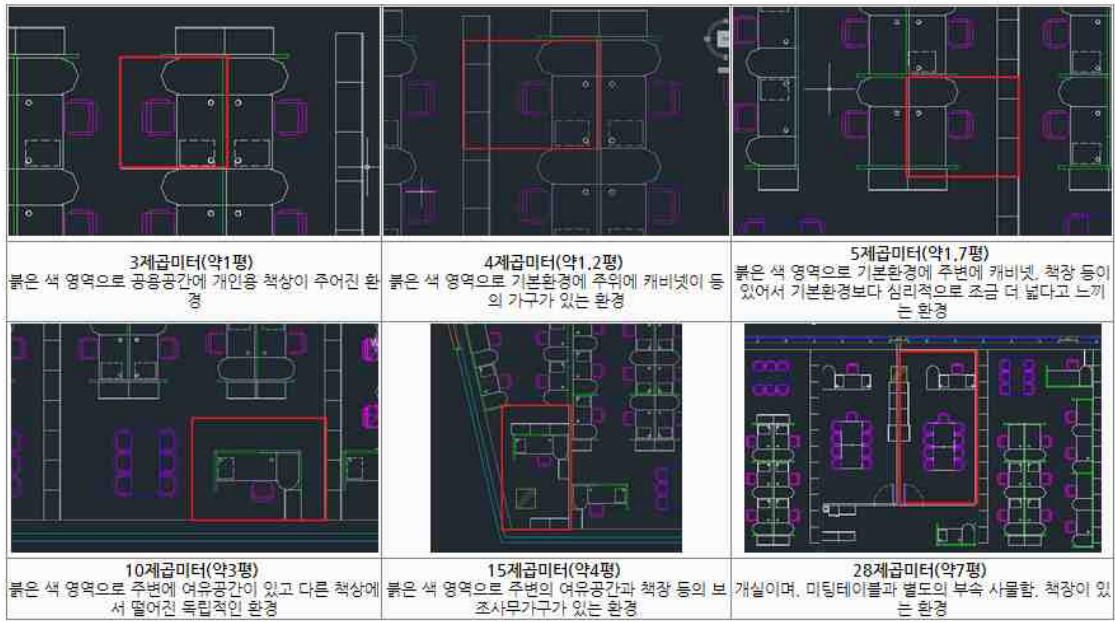 3제곱미터(약1평)
붉은 색 영역으로 공용공간에 개인용 책상이 주어진 환
경
4제곱미터(약1.2평)
붉은 색 영역으로 기본환경에 주위에 캐비넷이 등
의 가구가 있는 환경
5제곱미터(약1.7평)
붉은 색 영역으로 기본환경에 주변에 캐비넷, 책장 등이
있어서 기본환경보다 심리적으로 조금 더 넓다고 느끼
는 환경
10제곱미터(약3평)
붉은 색 영역으로 주변에 여유공간이 있고 다른 책상에
서 떨어진 독립적인 환경
15제곱미터(약4평)
붉은 색 영역으로 주변의 여유공간과 책장 등의 보
조사무가구가 있는 환경
28제곱미터(약7평)
개실이며, 미팅테이블과 별도의 부속 사물함, 책장이 있
는 환경